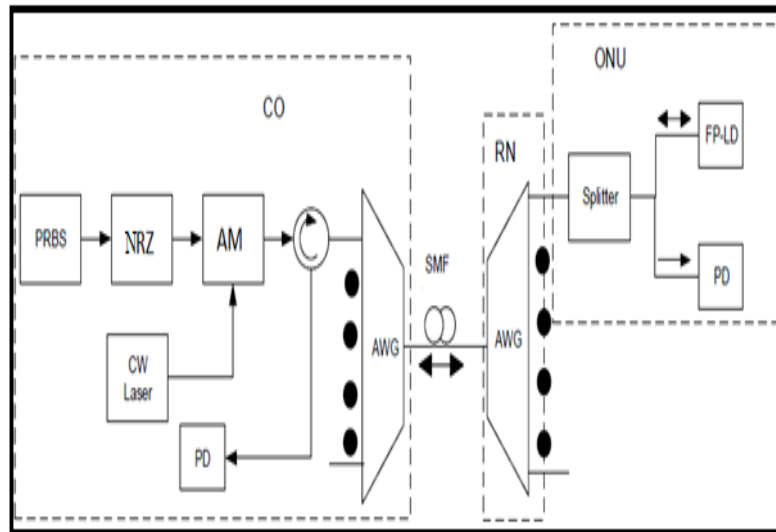 CO
PRBS
NRZ
AM
CW
Laser
PD
AWG
SMF
RN
AWG
ONU
Splitter
FP-LD
PD